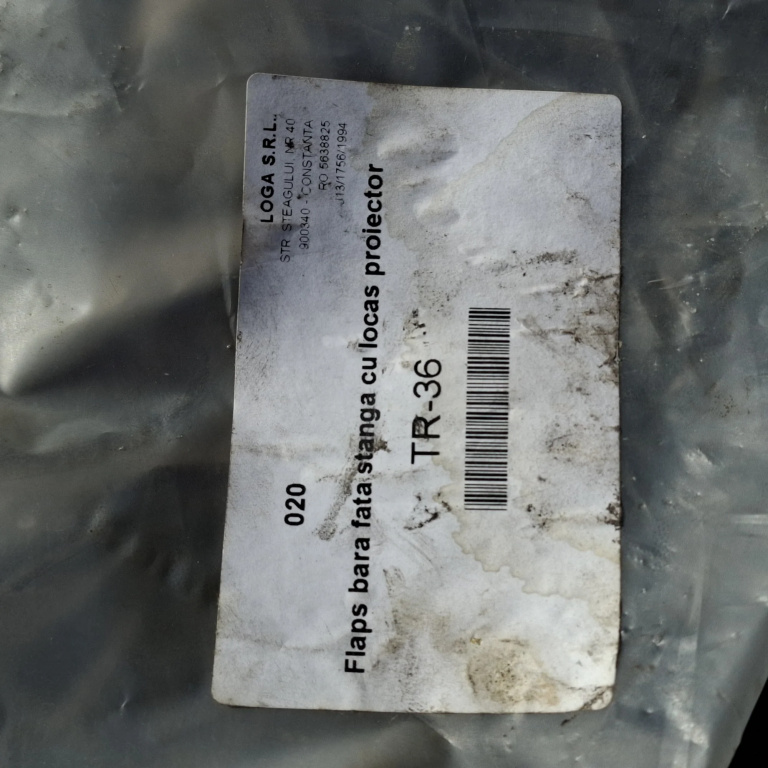 LOGA S.R.L.
STR. STEAGULUI, NR 40
900340 - CONSTANTA
RO 5638825
J13/1756/1994
020
Flaps bara fata stanga cu locas proiector
TR-36